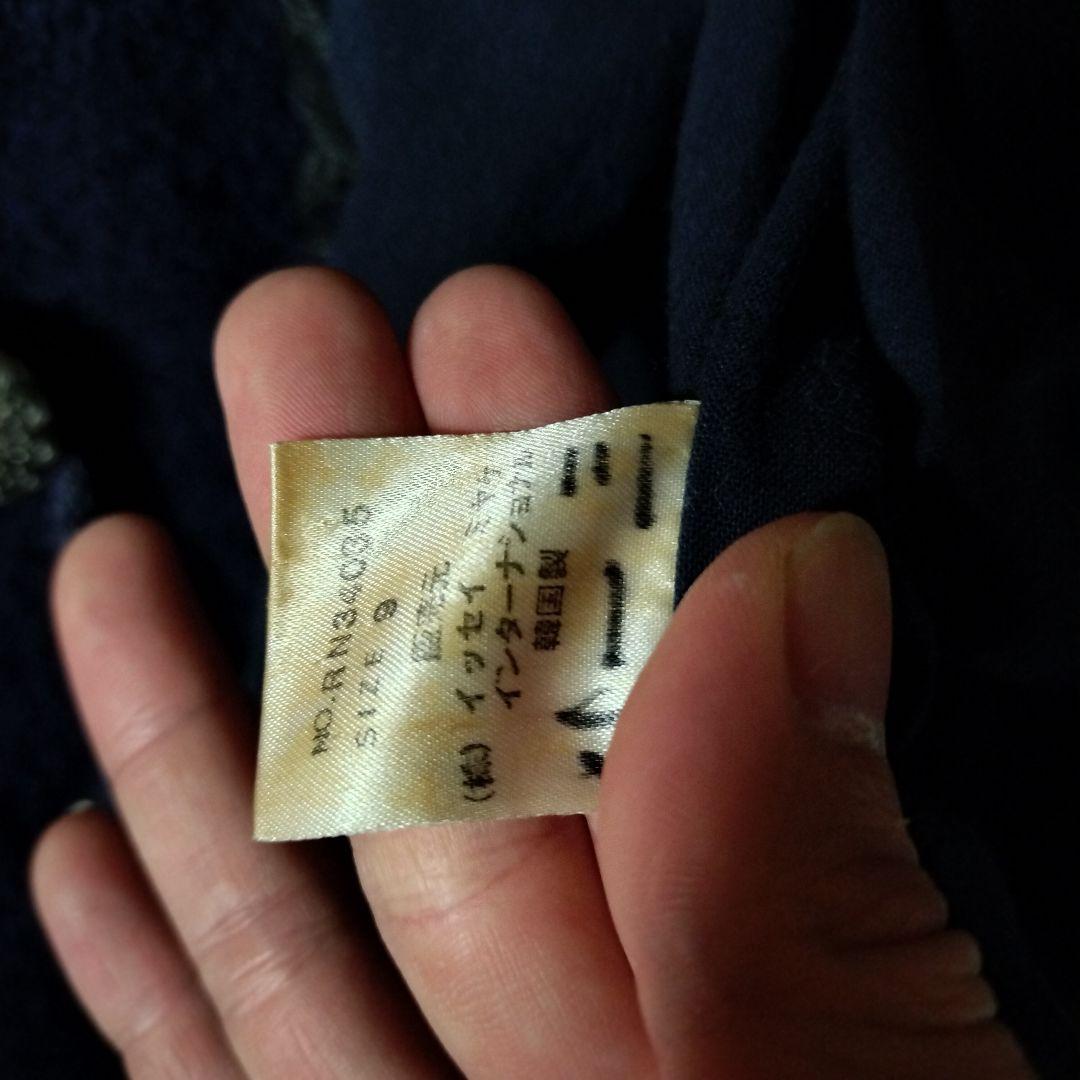 NO.RN34035
SIZE 9
販売元
(株) イッセイ ミヤケ
インターナショナル
韓国製